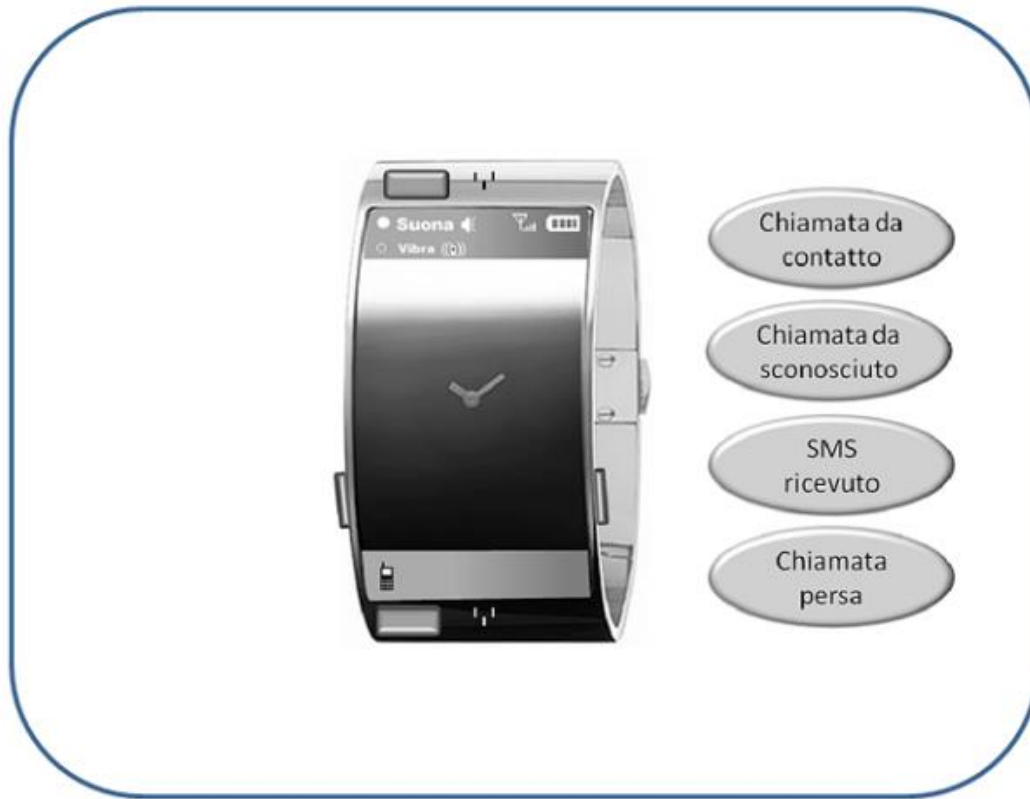 Suona
Vibra
Chiamata da
contatto
Chiamata da
sconosciuto
SMS
ricevuto
Chiamata
persa